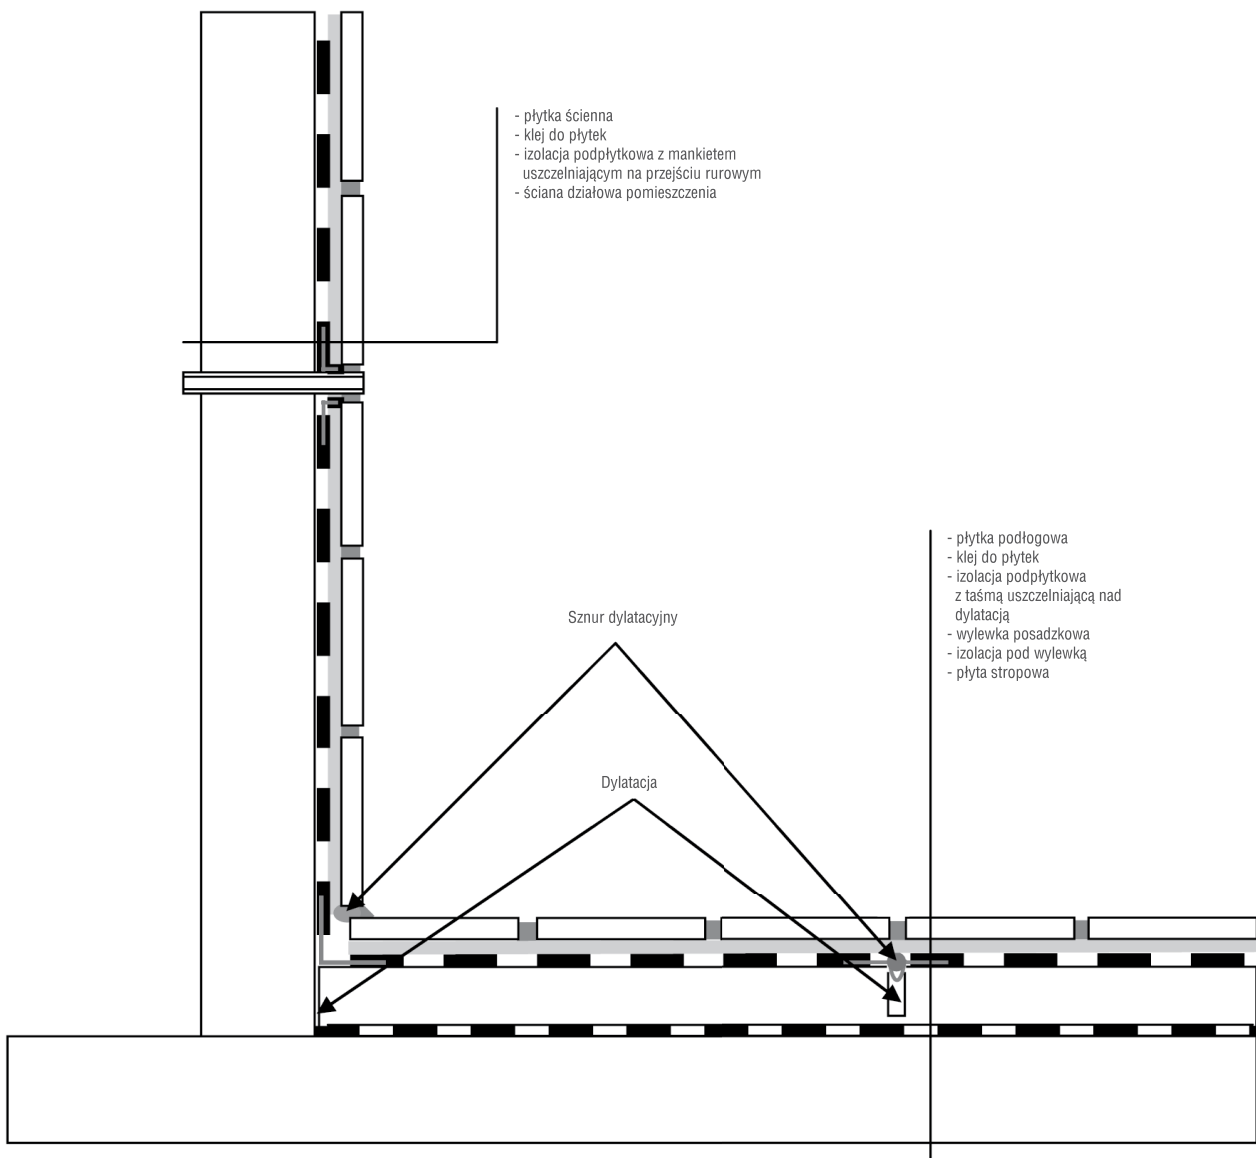 - płytka ścienna
- klej do płytek
- izolacja podpłytkowa z mankietem
uszczelniającym na przejściu rurowym
- ściana działowa pomieszczenia
- płytka podłogowa
- klej do płytek
- izolacja podpłytkowa
z taśmą uszczelniającą nad
dylatacją
- wylewka posadzkowa
- izolacja pod wylewką
- płyta stropowa
Sznur dylatacyjny
Dylatacja